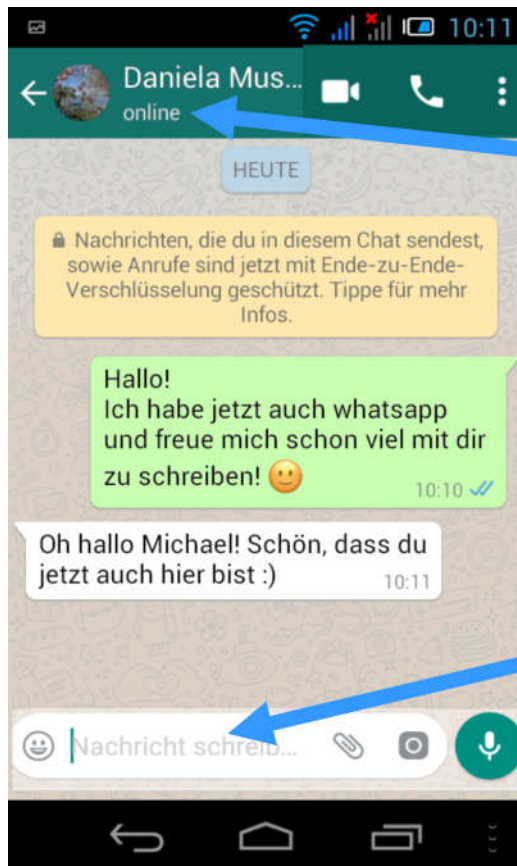 10:11
Daniela Mus...
online
HEUTE
Nachrichten, die du in diesem Chat sendest,
sowie Anrufe sind jetzt mit Ende-zu-Ende-
Verschlüsselung geschützt. Tippe für mehr
Infos.
Hallo!
Ich habe jetzt auch whatsapp
und freue mich schon viel mit dir
zu schreiben! 🙂
10:10
Oh hallo Michael! Schön, dass du
jetzt auch hier bist :)
10:11
Nachricht schreib...